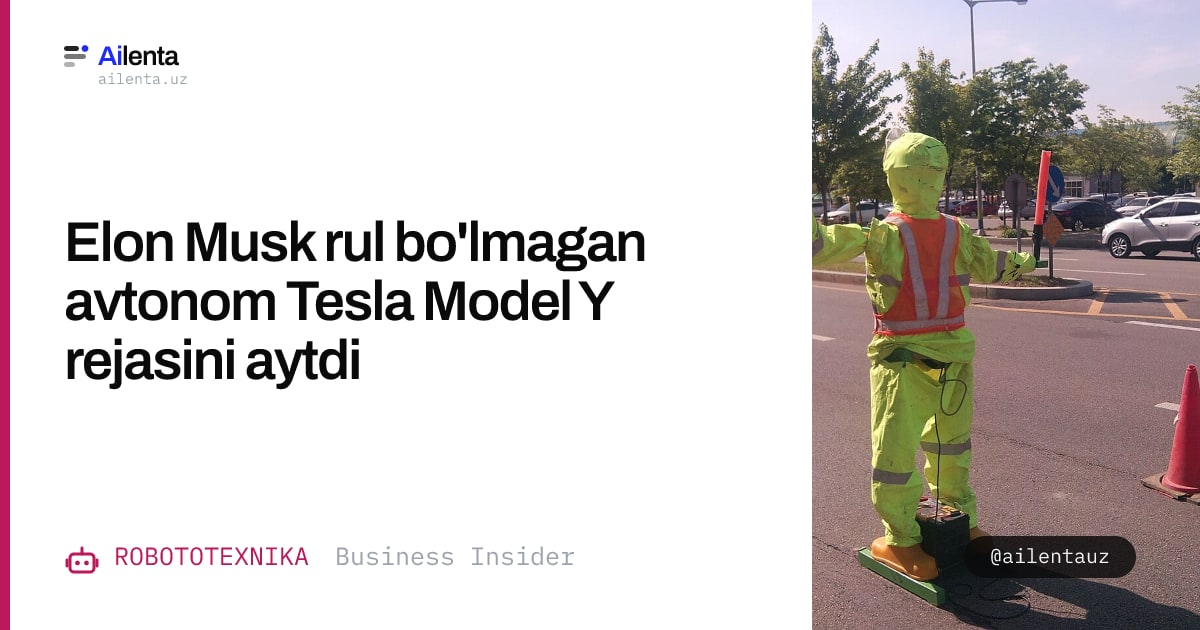 Ailenta
ailenta.uz
Elon Musk rul bo'lmagan
avtonom Tesla Model Y
rejasini aytdi
ROBOTOTEXNIKA Business Insider
@ailentauz